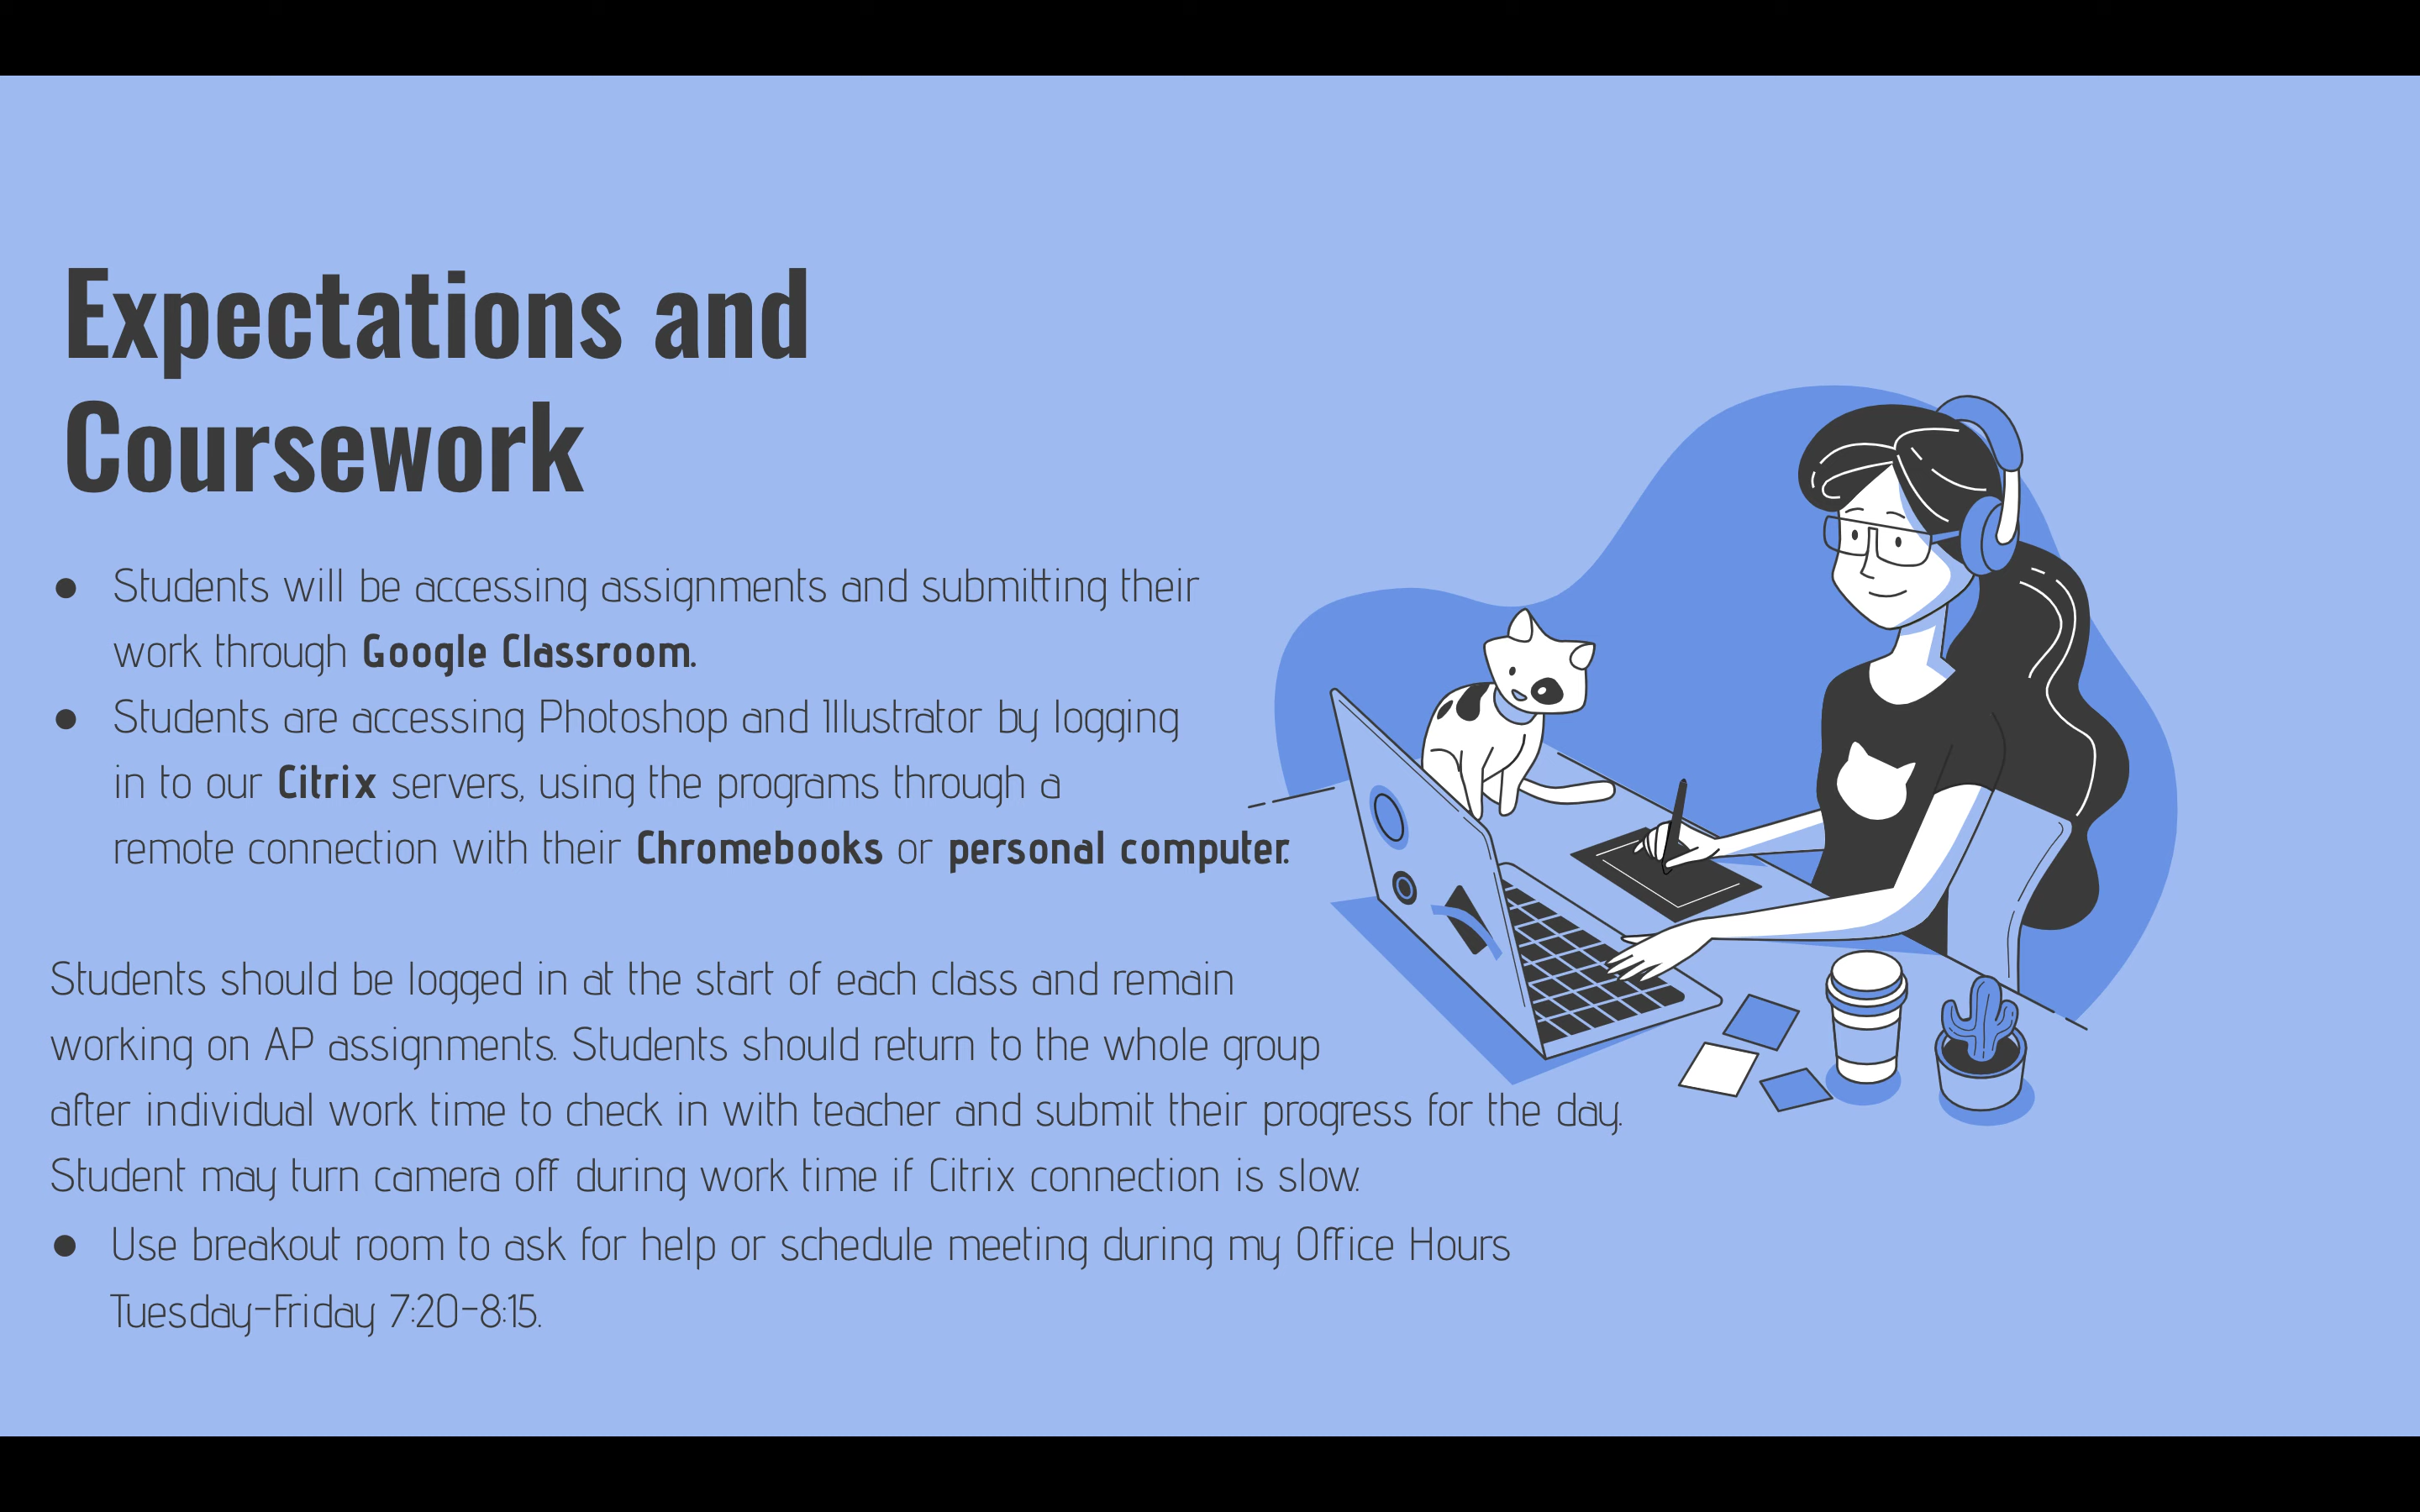 Expectations and
Coursework
● Students will be accessing assignments and submitting their
work through Google Classroom.
● Students are accessing Photoshop and Illustrator by logging
in to our Citrix servers, using the programs through a
remote connection with their Chromebooks or personal computer.
Students should be logged in at the start of each class and remain
working on AP assignments. Students should return to the whole group
after individual work time to check in with teacher and submit their progress for the day.
Student may turn camera off during work time if Citrix connection is slow.
● Use breakout room to ask for help or schedule meeting during my Office Hours
Tuesday-Friday 7:20-8:15.